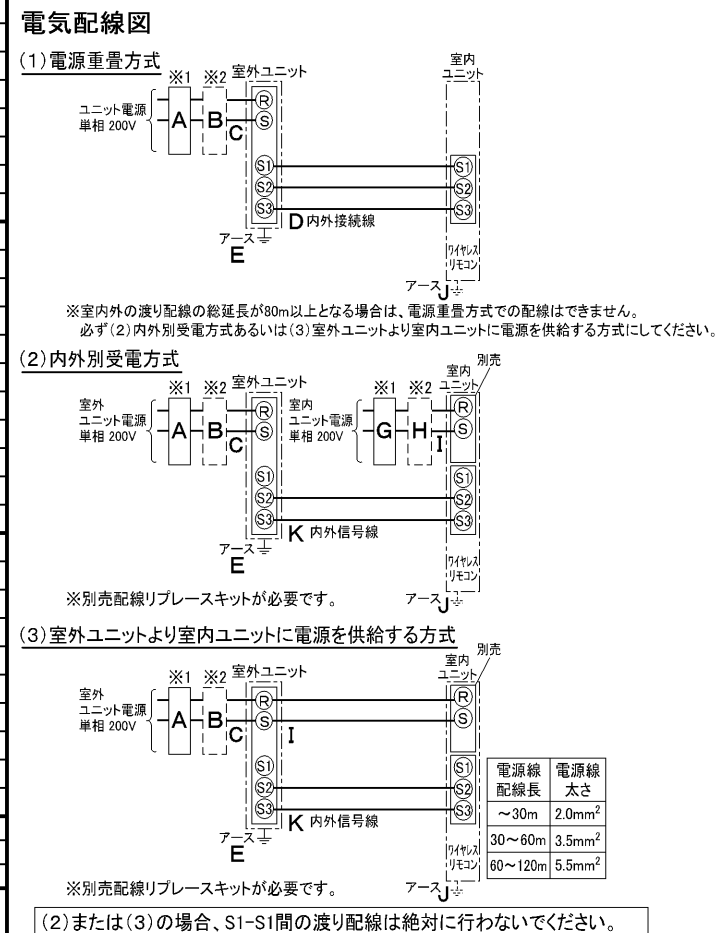 電気配線図
(1)電源重畳方式
※1 ※2 室外ユニット
室内
ユニット
ユニット電源
単相 200V
A
B
C
R
S
S1
S2
S3
S1
S2
S3
D 内外接続線
アース
E
ワイヤレス
リモコン
アース J
※室内外の渡り配線の総延長が80m以上となる場合は、電源重畳方式での配線はできません。
必ず(2)内外別受電方式あるいは(3)室外ユニットより室内ユニットに電源を供給する方式にしてください。
(2)内外別受電方式
※1 ※2 室外ユニット
※1 ※2
室内
ユニット
別売
室外
ユニット電源
単相 200V
A
B
C
R
S
室内
ユニット電源
単相 200V
G
H
I
R
S
S1
S2
S3
S1
S2
S3
K 内外信号線
アース
E
ワイヤレス
リモコン
※別売配線リプレースキットが必要です。
アース J
(3)室外ユニットより室内ユニットに電源を供給する方式
※1 ※2 室外ユニット
室内
ユニット
別売
室外
ユニット電源
単相 200V
A
B
C
R
S
I
R
S
S1
S2
S3
S1
S2
S3
K 内外信号線
アース
E
ワイヤレス
リモコン
電源線 電源線
配線長 太さ
~30m 2.0mm²
30~60m 3.5mm²
60~120m 5.5mm²
※別売配線リプレースキットが必要です。
アース J
(2)または(3)の場合、S1-S1間の渡り配線は絶対に行わないでください。